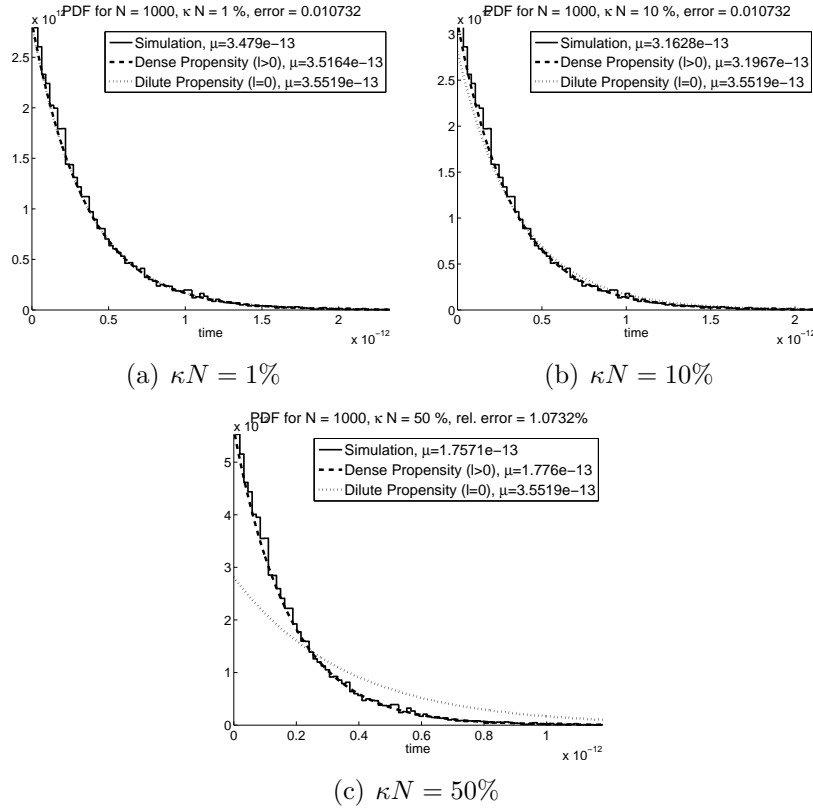 PDF for N = 1000, κ N = 1 %, error = 0.010732
x 10^12
Simulation, μ=3.479e−13
Dense Propensity (l>0), μ=3.5164e−13
Dilute Propensity (l=0), μ=3.5519e−13
2.5
2
1.5
1
0.5
0
0 0.5 1 1.5 2
time
x 10^−12
(a) κN = 1%
PDF for N = 1000, κ N = 10 %, error = 0.010732
x 10
Simulation, μ=3.1628e−13
Dense Propensity (l>0), μ=3.1967e−13
Dilute Propensity (l=0), μ=3.5519e−13
3
2.5
2
1.5
1
0.5
0
0 0.5 1 1.5 2
time
x 10^−12
(b) κN = 10%
PDF for N = 1000, κ N = 50 %, rel. error = 1.0732%
x 10
Simulation, μ=1.7571e−13
Dense Propensity (l>0), μ=1.776e−13
Dilute Propensity (l=0), μ=3.5519e−13
5
4
3
2
1
0
0 0.2 0.4 0.6 0.8 1
time
x 10^−12
(c) κN = 50%